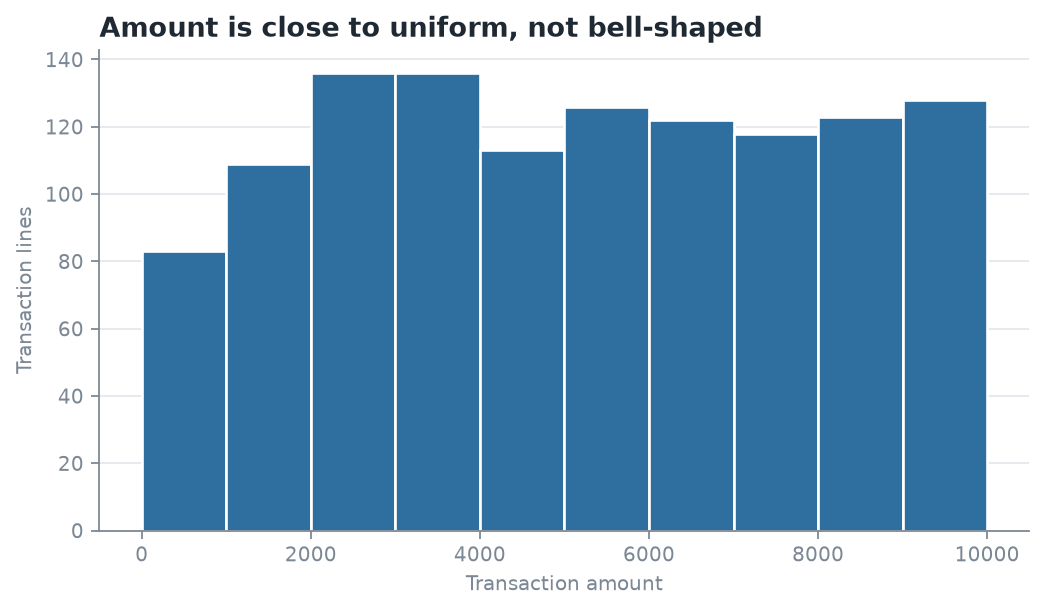 Amount is close to uniform, not bell-shaped
140
120
100
80
60
40
20
0
Transaction lines
0 2000 4000 6000 8000 10000
Transaction amount